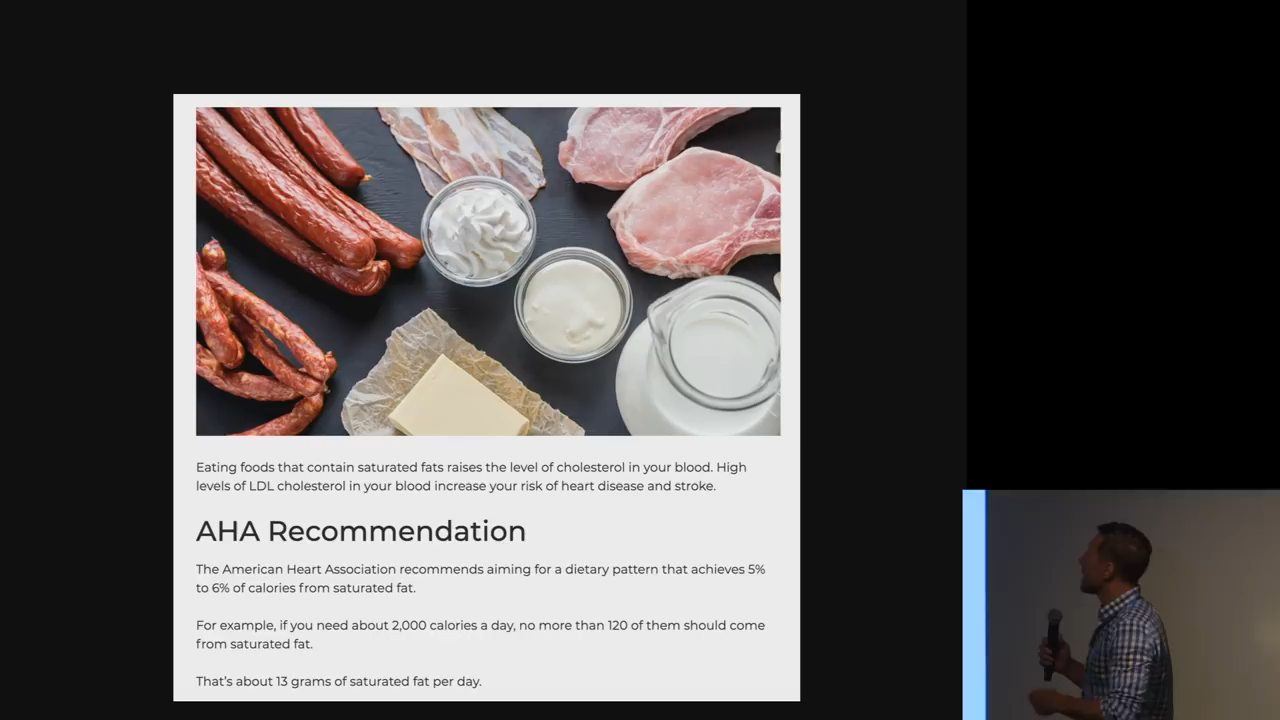 Eating foods that contain saturated fats raises the level of cholesterol in your blood. High
levels of LDL cholesterol in your blood increase your risk of heart disease and stroke.
AHA Recommendation
The American Heart Association recommends aiming for a dietary pattern that achieves 5%
to 6% of calories from saturated fat.
For example, if you need about 2,000 calories a day, no more than 120 of them should come
from saturated fat.
That’s about 13 grams of saturated fat per day.